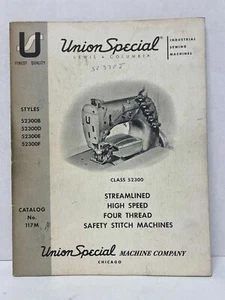 U
FINEST QUALITY
Union Special®
LEWIS • COLUMBIA
INDUSTRIAL
SEWING
MACHINES
STYLES
52300B
52300D
52300E
52300F
CLASS 52300
STREAMLINED
HIGH SPEED
FOUR THREAD
SAFETY STITCH MACHINES
CATALOG
No.
117M
Union Special MACHINE COMPANY
CHICAGO